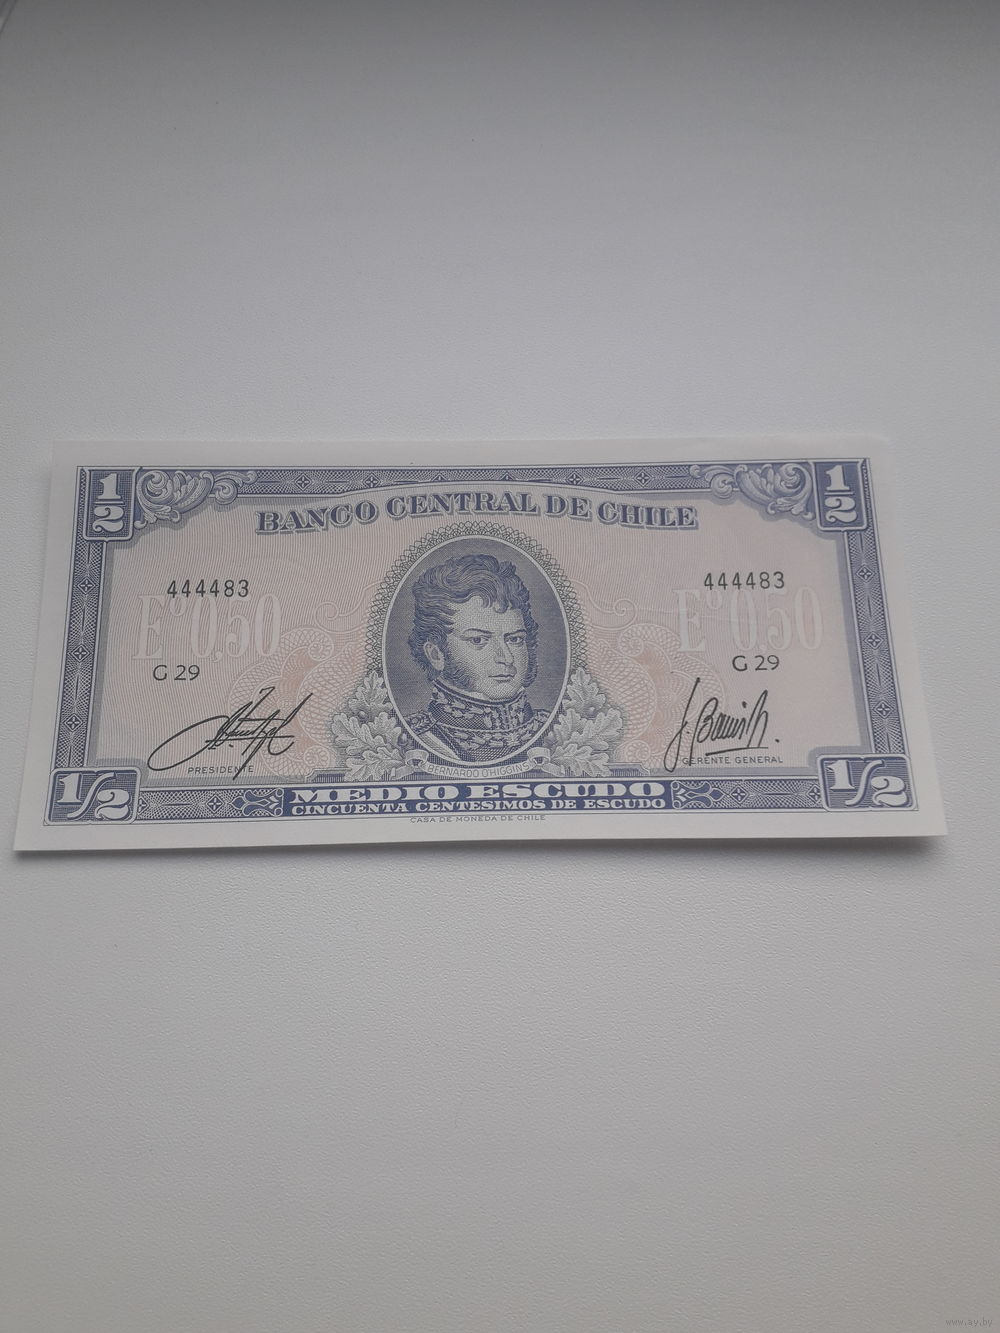 1/2
1/2
BANCO CENTRAL DE CHILE
444483
444483
Eº 0,50
Eº 0,50
G 29
G 29
PRESIDENTE
GERENTE GENERAL
BERNARDO O'HIGGINS
1/2
1/2
MEDIO ESCUDO
CINCUENTA CENTESIMOS DE ESCUDO
CASA DE MONEDA DE CHILE
www.ay.by